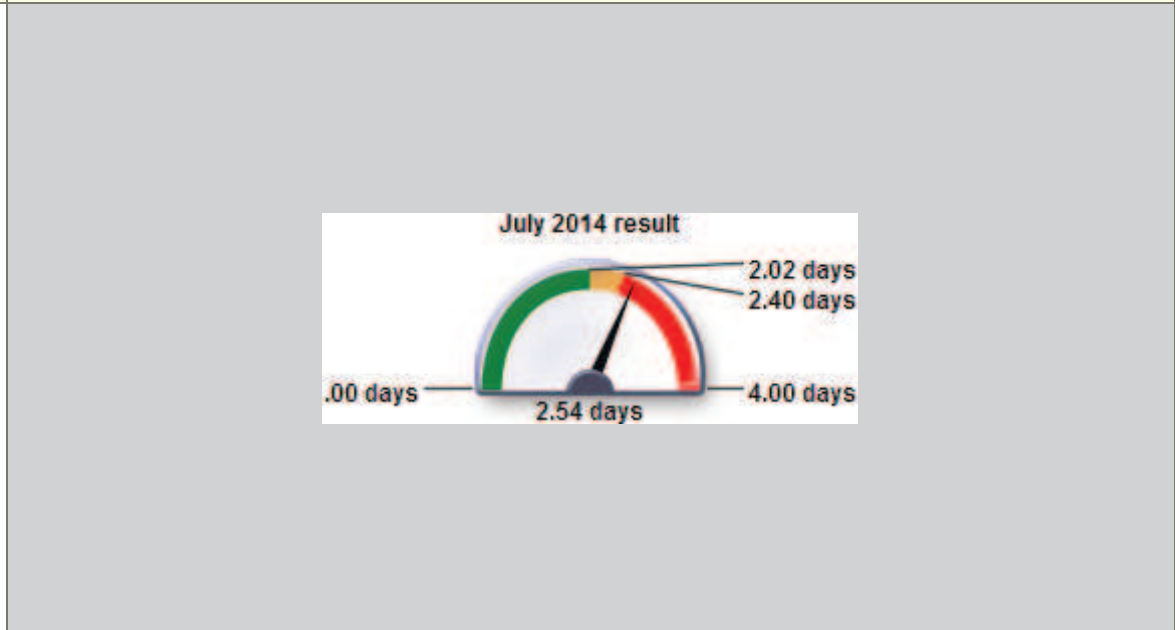 July 2014 result
2.02 days
2.40 days
.00 days
4.00 days
2.54 days